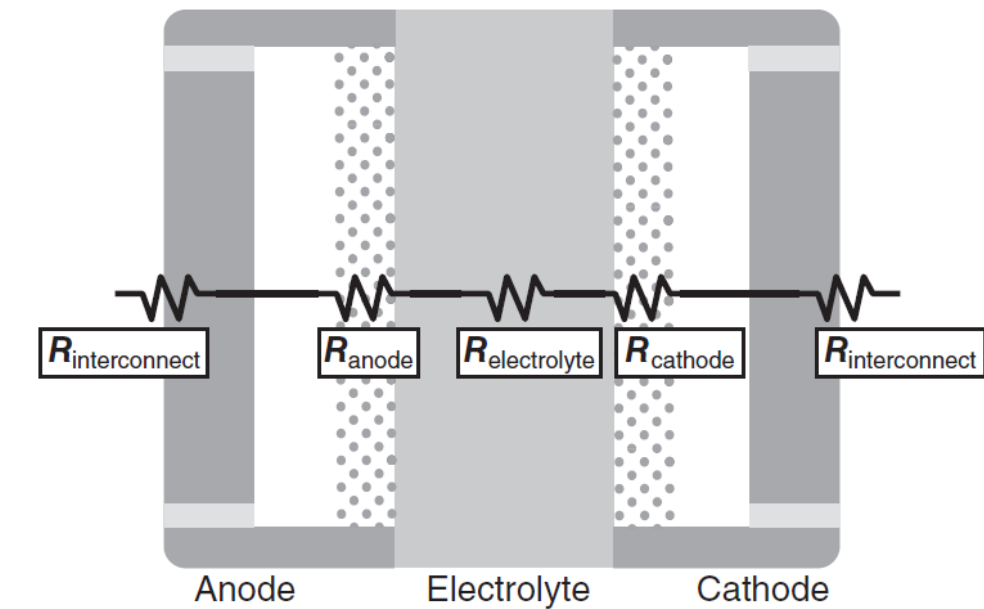 Rinterconnect
Ranode
Relectrolyte
Rcathode
Rinterconnect
Anode
Electrolyte
Cathode